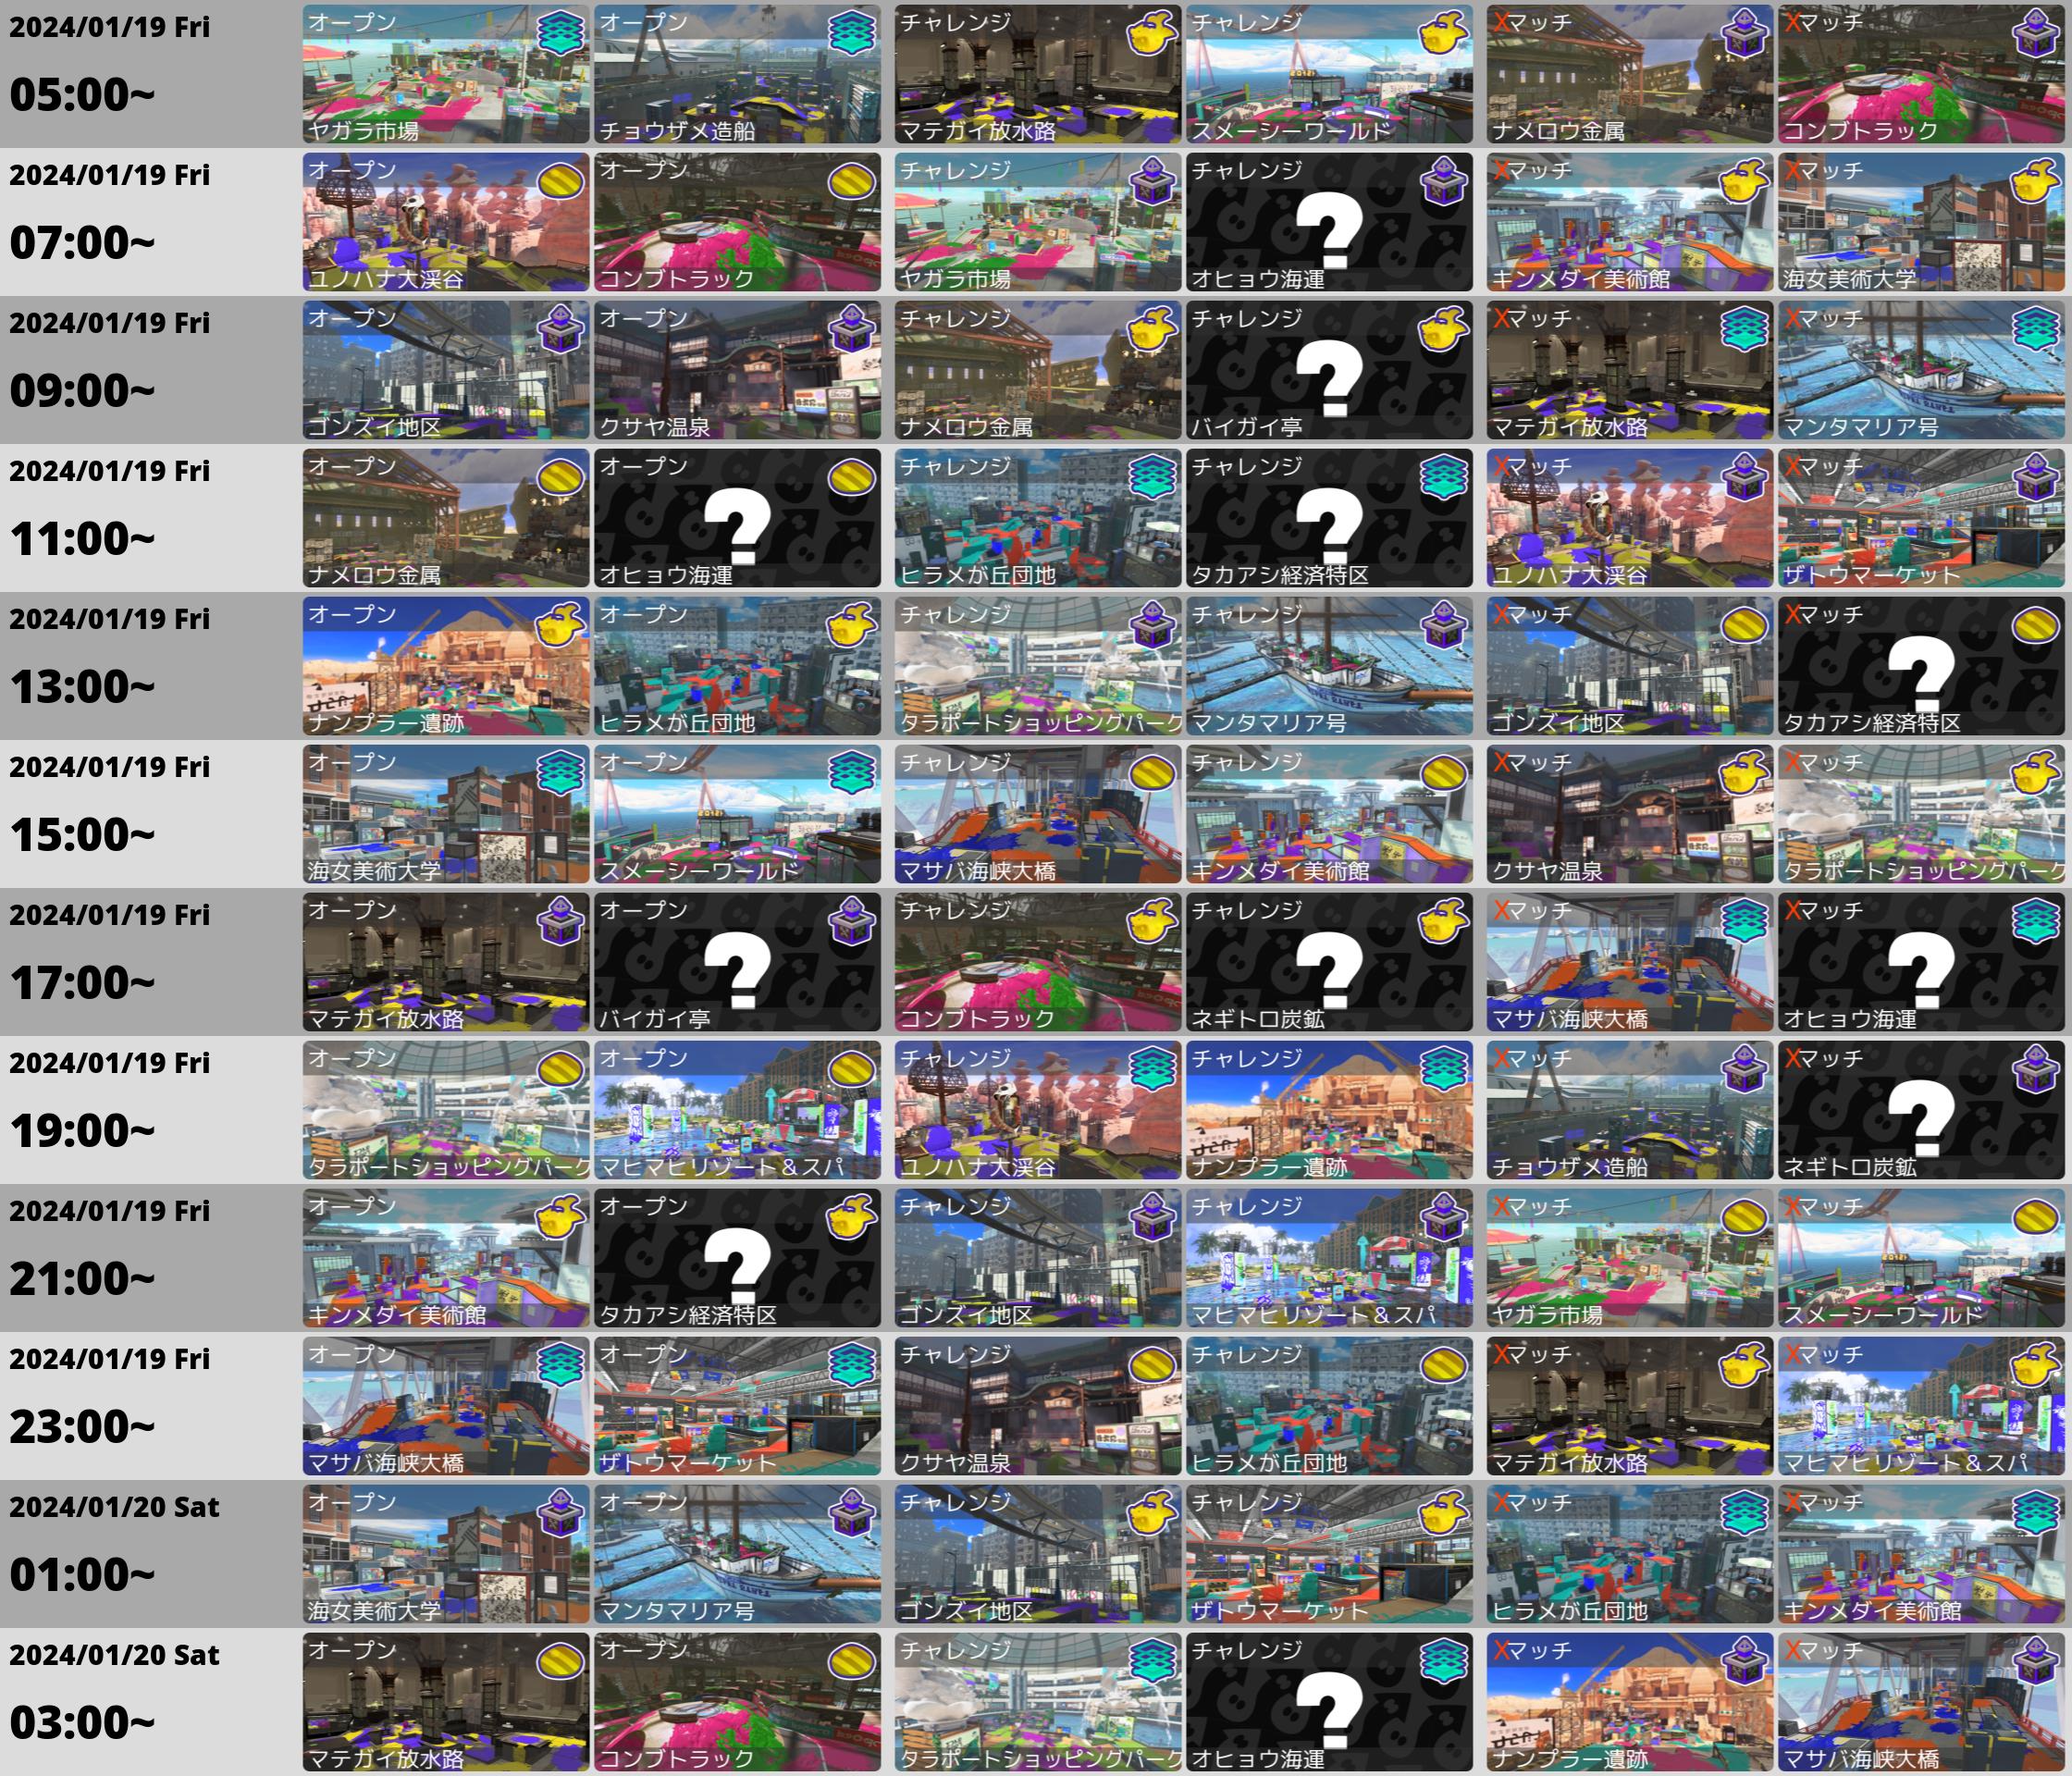 2024/01/19 Fri
05:00~
オープン
ヤガラ市場
オープン
チョウザメ造船
チャレンジ
マテガイ放水路
チャレンジ
スメーシーワールド
Xマッチ
ナメロウ金属
Xマッチ
コンブトラック
2024/01/19 Fri
07:00~
オープン
ユノハナ大渓谷
オープン
コンブトラック
チャレンジ
ヤガラ市場
チャレンジ
?
オヒョウ海運
Xマッチ
キンメダイ美術館
Xマッチ
海女美術大学
2024/01/19 Fri
09:00~
オープン
ゴンズイ地区
オープン
クサヤ温泉
チャレンジ
ナメロウ金属
チャレンジ
?
バイガイ亭
Xマッチ
マテガイ放水路
Xマッチ
マンタマリア号
2024/01/19 Fri
11:00~
オープン
ナメロウ金属
オープン
?
オヒョウ海運
チャレンジ
ヒラメが丘団地
チャレンジ
?
タカアシ経済特区
Xマッチ
ユノハナ大渓谷
Xマッチ
ザトウマーケット
2024/01/19 Fri
13:00~
オープン
ナンプラー遺跡
オープン
ヒラメが丘団地
チャレンジ
タラポートショッピングパーク
チャレンジ
マンタマリア号
Xマッチ
ゴンズイ地区
Xマッチ
?
タカアシ経済特区
2024/01/19 Fri
15:00~
オープン
海女美術大学
オープン
スメーシーワールド
チャレンジ
マサバ海峡大橋
チャレンジ
キンメダイ美術館
Xマッチ
クサヤ温泉
Xマッチ
タラポートショッピングパーク
2024/01/19 Fri
17:00~
オープン
マテガイ放水路
オープン
?
バイガイ亭
チャレンジ
コンブトラック
チャレンジ
?
ネギトロ炭鉱
Xマッチ
マサバ海峡大橋
Xマッチ
?
オヒョウ海運
2024/01/19 Fri
19:00~
オープン
タラポートショッピングパーク
オープン
マヒマヒリゾート＆スパ
チャレンジ
ユノハナ大渓谷
チャレンジ
ナンプラー遺跡
Xマッチ
チョウザメ造船
Xマッチ
?
ネギトロ炭鉱
2024/01/19 Fri
21:00~
オープン
キンメダイ美術館
オープン
?
タカアシ経済特区
チャレンジ
ゴンズイ地区
チャレンジ
マヒマヒリゾート＆スパ
Xマッチ
ヤガラ市場
Xマッチ
スメーシーワールド
2024/01/19 Fri
23:00~
オープン
マサバ海峡大橋
オープン
ザトウマーケット
チャレンジ
クサヤ温泉
チャレンジ
ヒラメが丘団地
Xマッチ
マテガイ放水路
Xマッチ
マヒマヒリゾート＆スパ
2024/01/20 Sat
01:00~
オープン
海女美術大学
オープン
マンタマリア号
チャレンジ
ゴンズイ地区
チャレンジ
ザトウマーケット
Xマッチ
ヒラメが丘団地
Xマッチ
キンメダイ美術館
2024/01/20 Sat
03:00~
オープン
マテガイ放水路
オープン
コンブトラック
チャレンジ
タラポートショッピングパーク
チャレンジ
?
オヒョウ海運
Xマッチ
ナンプラー遺跡
Xマッチ
マサバ海峡大橋